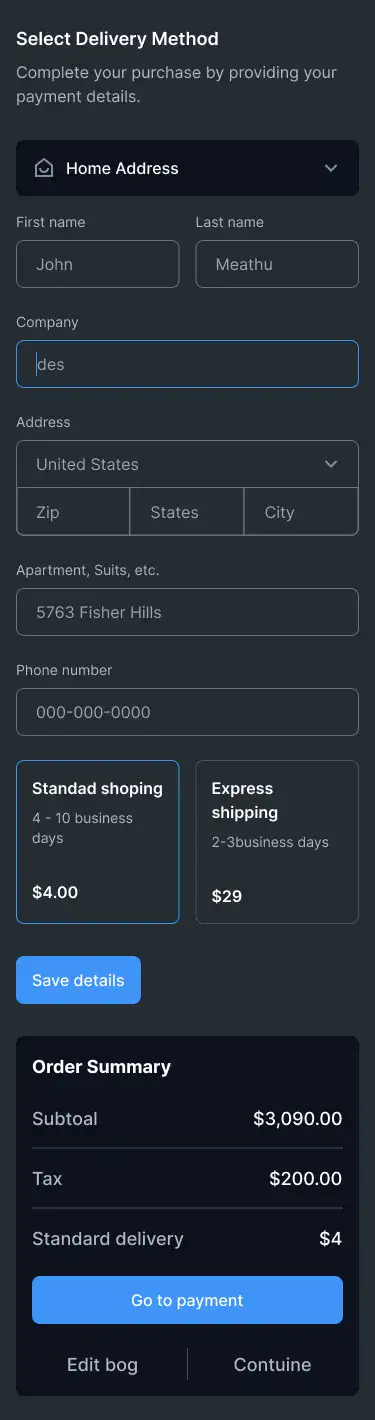 Select Delivery Method
Complete your purchase by providing your
payment details.
Home Address
First name
Last name
John
Meathu
Company
des
Address
United States
Zip
States
City
Apartment, Suits, etc.
5763 Fisher Hills
Phone number
000-000-0000
Standad shoping
4 - 10 business
days
$4.00
Express
shipping
2-3business days
$29
Save details
Order Summary
Subtoal
$3,090.00
Tax
$200.00
Standard delivery
$4
Go to payment
Edit bog
Contuine